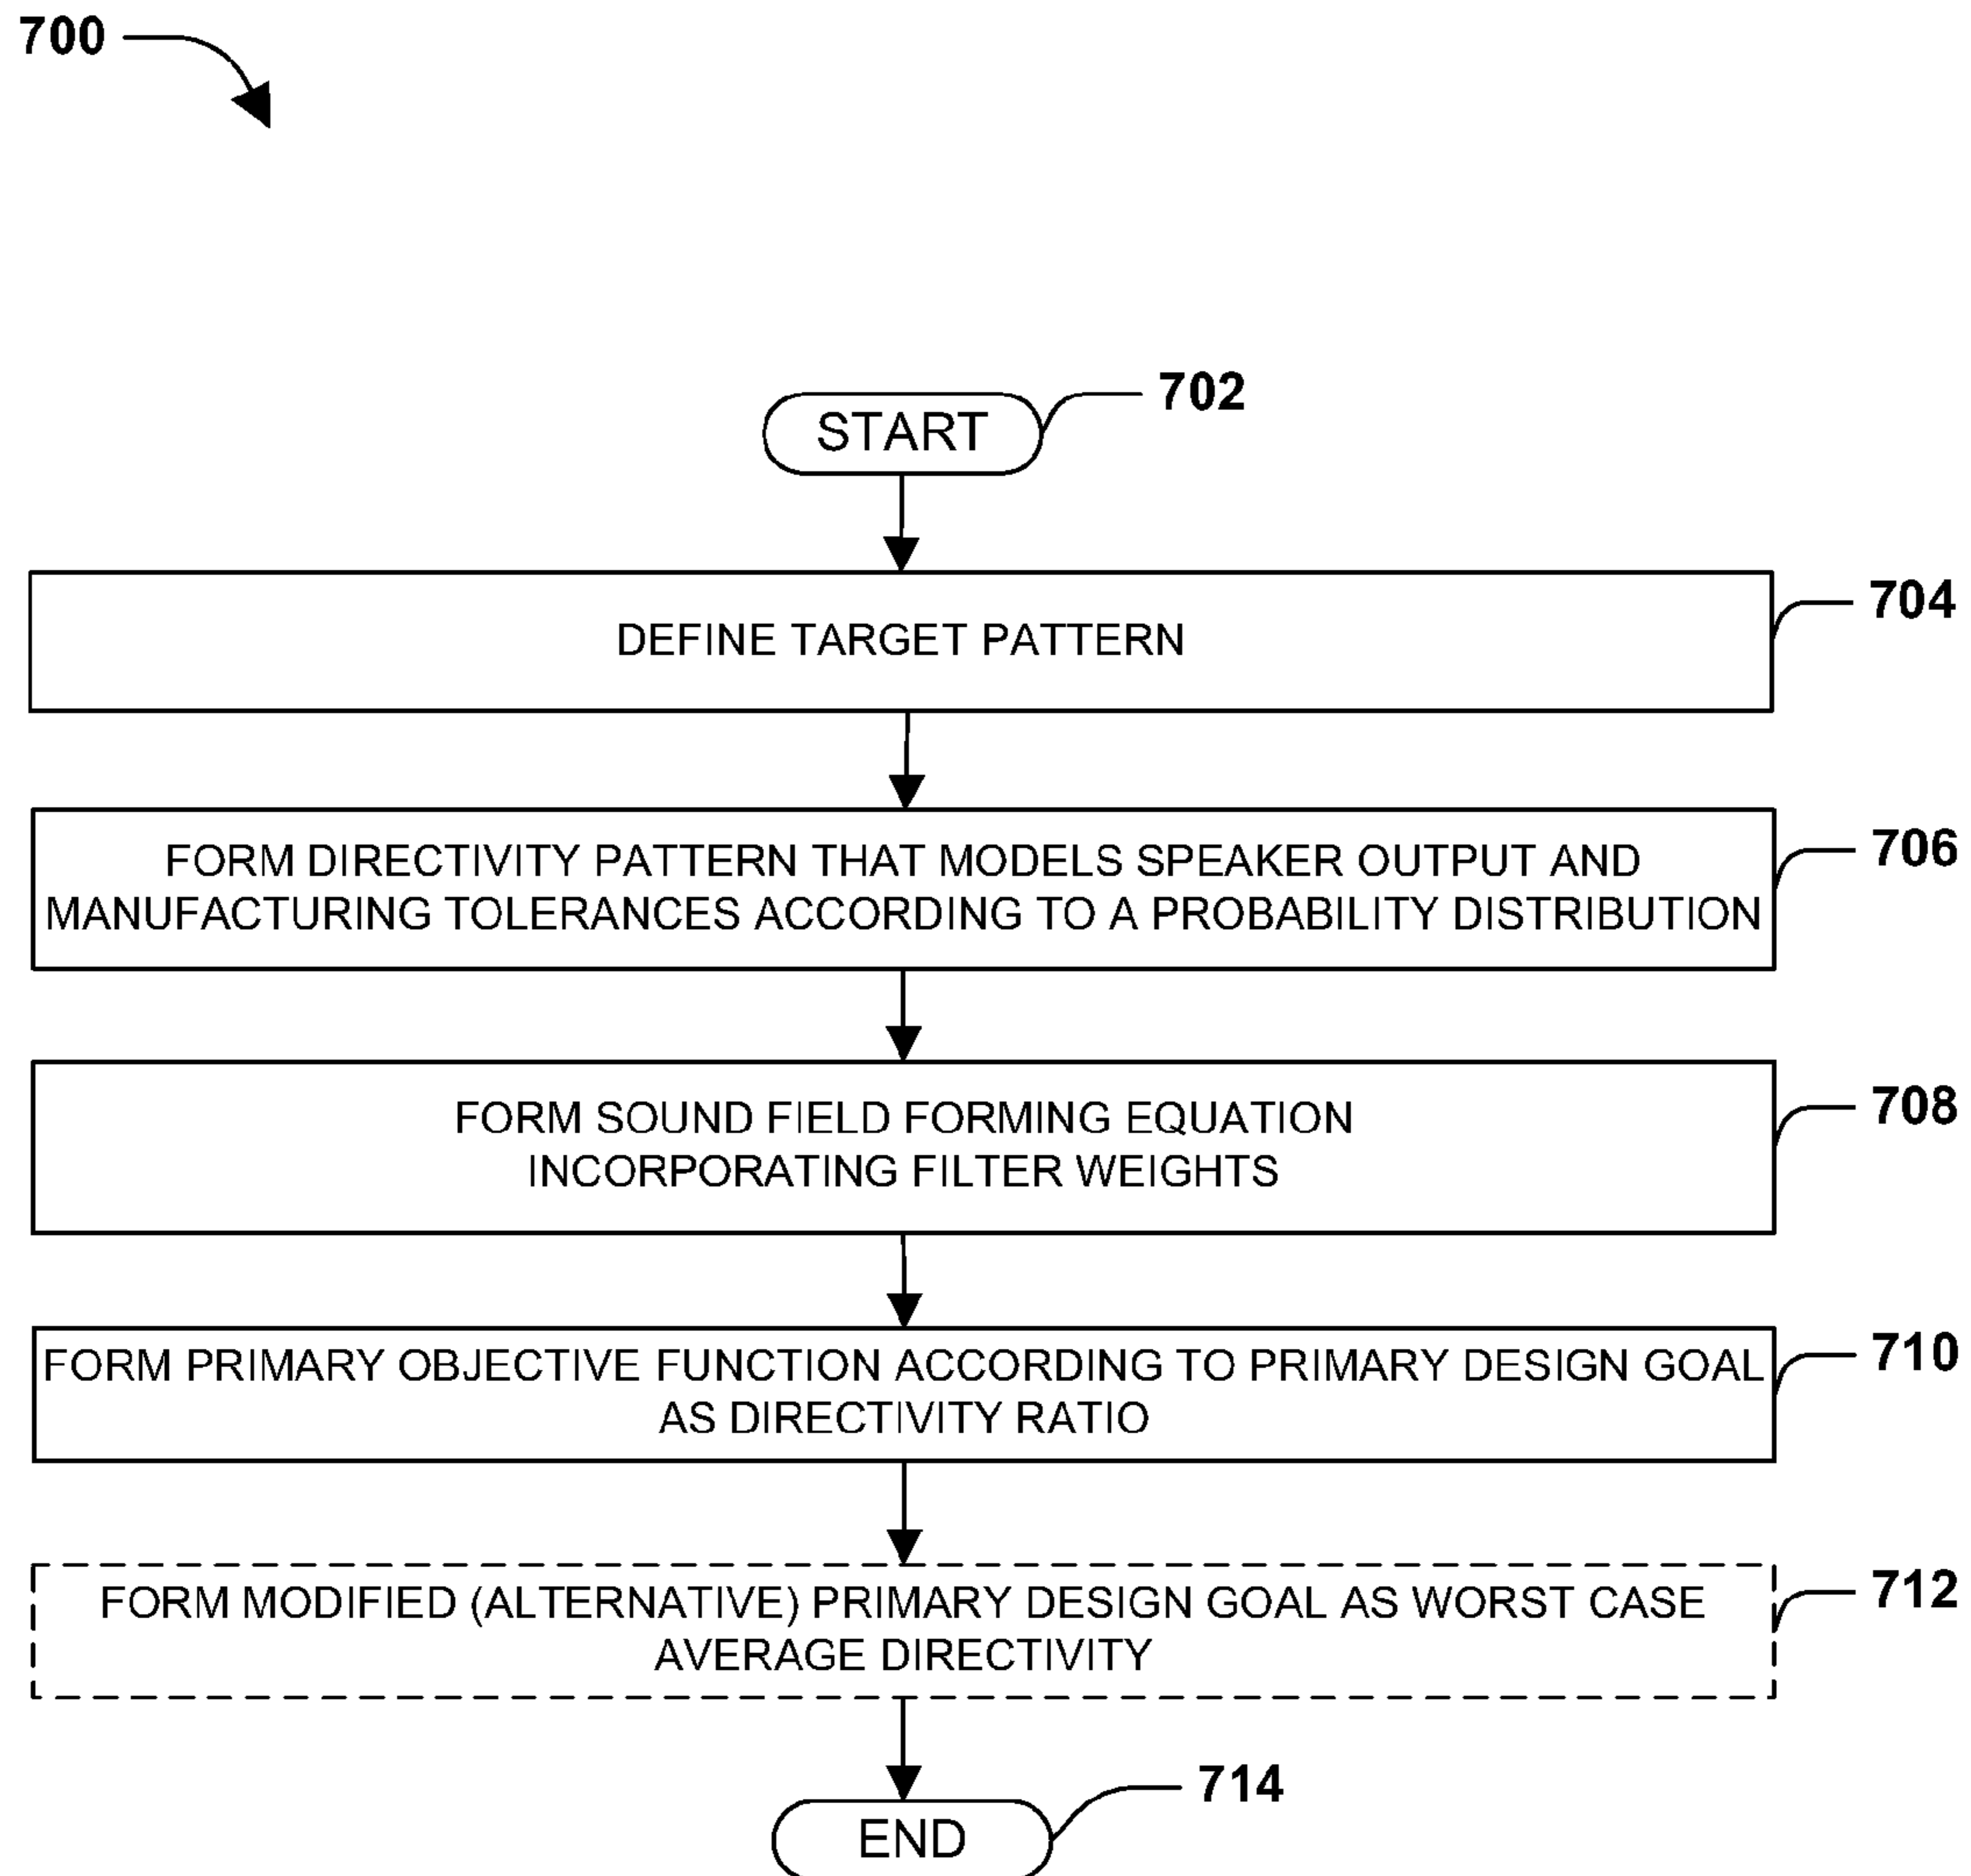 700
702
START
704
DEFINE TARGET PATTERN
706
FORM DIRECTIVITY PATTERN THAT MODELS SPEAKER OUTPUT AND
MANUFACTURING TOLERANCES ACCORDING TO A PROBABILITY DISTRIBUTION
708
FORM SOUND FIELD FORMING EQUATION
INCORPORATING FILTER WEIGHTS
710
FORM PRIMARY OBJECTIVE FUNCTION ACCORDING TO PRIMARY DESIGN GOAL
AS DIRECTIVITY RATIO
712
FORM MODIFIED (ALTERNATIVE) PRIMARY DESIGN GOAL AS WORST CASE
AVERAGE DIRECTIVITY
714
END